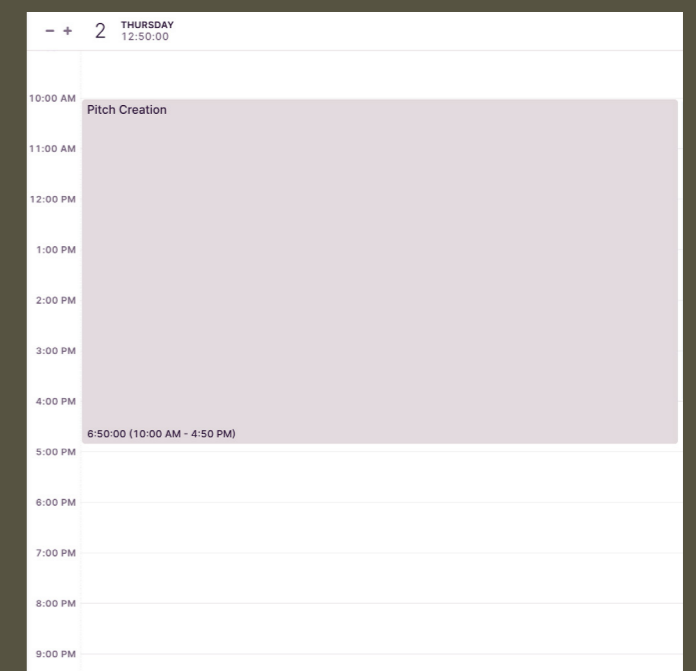 − + 2 THURSDAY
12:50:00
10:00 AM
Pitch Creation
11:00 AM
12:00 PM
1:00 PM
2:00 PM
3:00 PM
4:00 PM
6:50:00 (10:00 AM - 4:50 PM)
5:00 PM
6:00 PM
7:00 PM
8:00 PM
9:00 PM